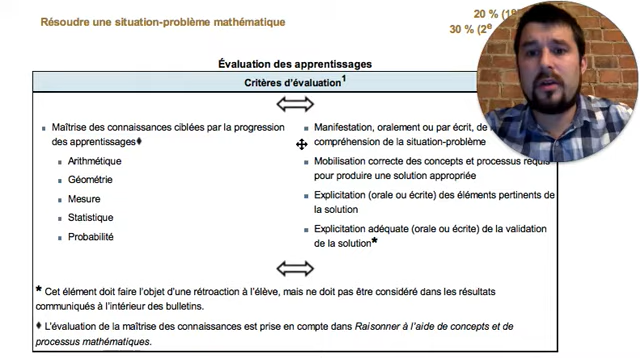 Résoudre une situation-problème mathématique
20 %
30 % (2e
Évaluation des apprentissages
Critères d'évaluation1
Maîtrise des connaissances ciblées par la progression
des apprentissages♦
Arithmétique
Géométrie
Mesure
Statistique
Probabilité
Manifestation, oralement ou par écrit, de
compréhension de la situation-problème
Mobilisation correcte des concepts et processus requis
pour produire une solution appropriée
Explicitation (orale ou écrite) des éléments pertinents de
la solution
Explicitation adéquate (orale ou écrite) de la validation
de la solution*
* Cet élément doit faire l'objet d'une rétroaction à l'élève, mais ne doit pas être considéré dans les résultats
communiqués à l'intérieur des bulletins.
♦ L'évaluation de la maîtrise des connaissances est prise en compte dans Raisonner à l'aide de concepts et de
processus mathématiques.